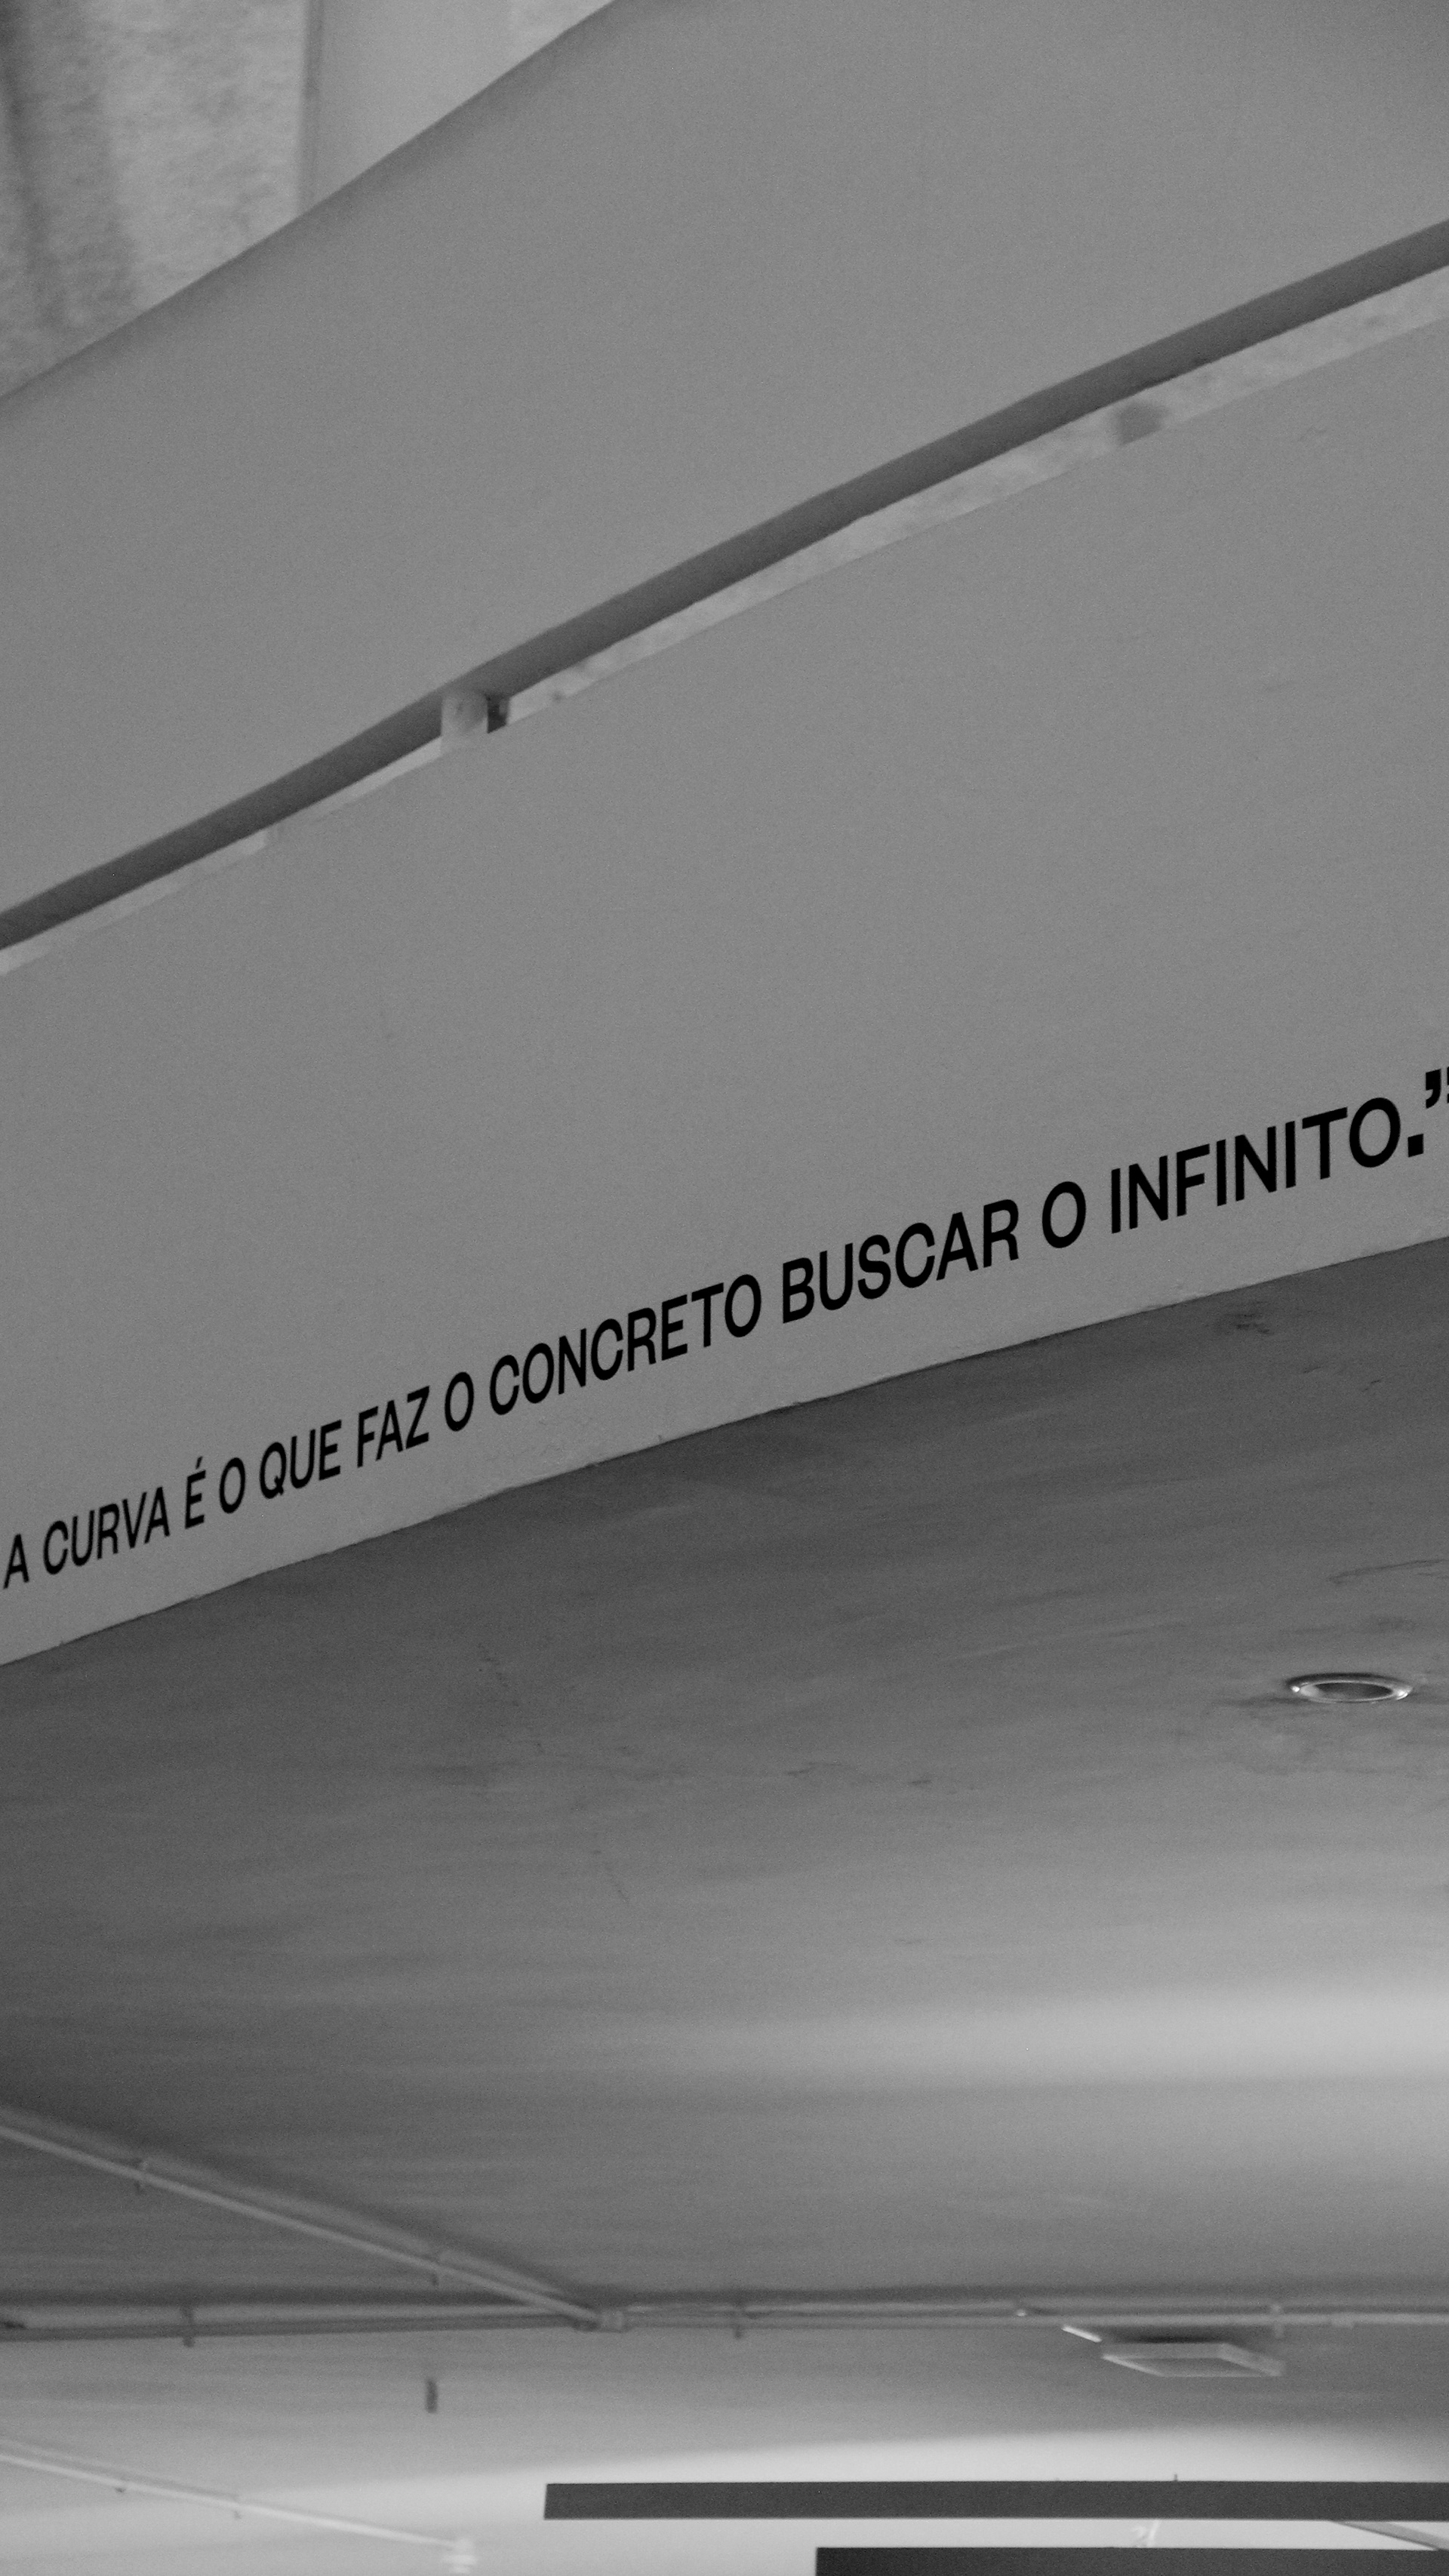 A CURVA É O QUE FAZ O CONCRETO BUSCAR O INFINITO.”